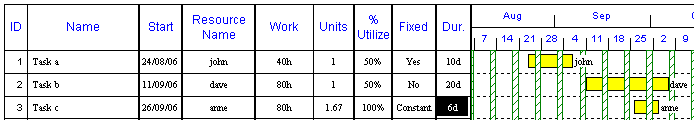 ID Name Start Resource Name Work Units % Utilize Fixed Dur. Aug Sep
7 14 21 28 4 11 18 25 2 9
1 Task a 24/08/06 john 40h 1 50% Yes 10d john
2 Task b 11/09/06 dave 80h 1 50% No 20d dave
3 Task c 26/09/06 anne 80h 1.67 100% Constant 6d anne